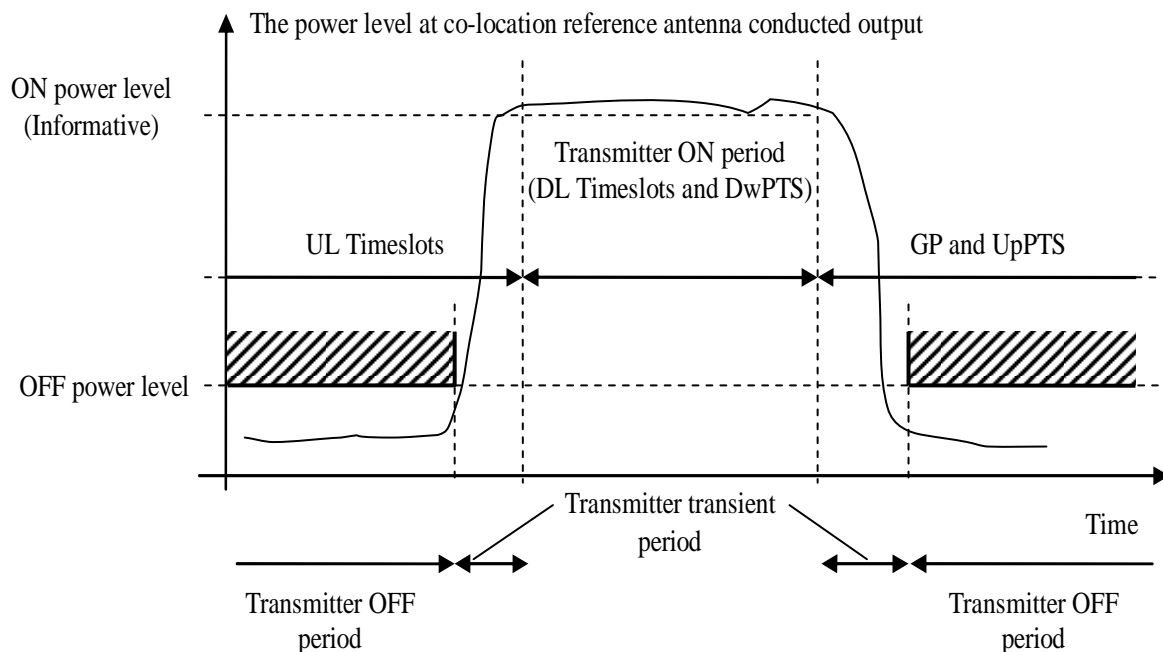 The power level at co-location reference antenna conducted output
ON power level
(Informative)
Transmitter ON period
(DL Timeslots and DwPTS)
UL Timeslots
GP and UpPTS
OFF power level
Transmitter transient
period
Time
Transmitter OFF
period
Transmitter OFF
period